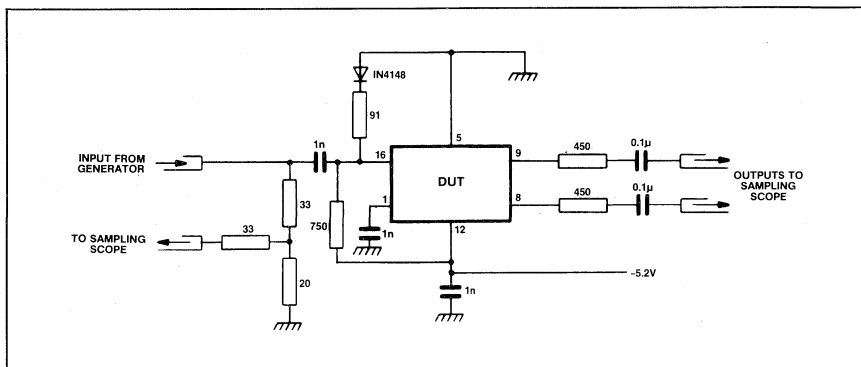 IN4148
91
1n
16
5
9
450
0.1µ
INPUT FROM
GENERATOR
DUT
OUTPUTS TO
SAMPLING
SCOPE
33
1
8
450
0.1µ
TO SAMPLING
SCOPE
33
750
1n
12
20
1n
–5.2V